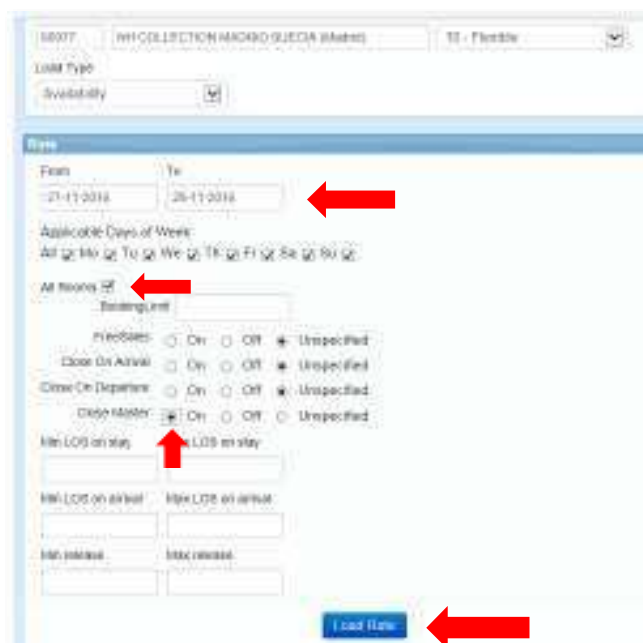 NH COLLECTION MADRID SUECIA (Madrid) 10 - Flexible
Load Type
Availability
Rate
From To
27-11-2016
Applicable Days of Week
All Mo Tu We Th Fr Sa Su
All Rooms
BookingLimit
FreeSales On Off Unspecified
Close On Arrival On Off Unspecified
Close On Departure On Off Unspecified
Close Master On Off Unspecified
Min LOS on stay LOS on stay
Min LOS on arrival Max LOS on arrival
Min release Max release
Load Rate